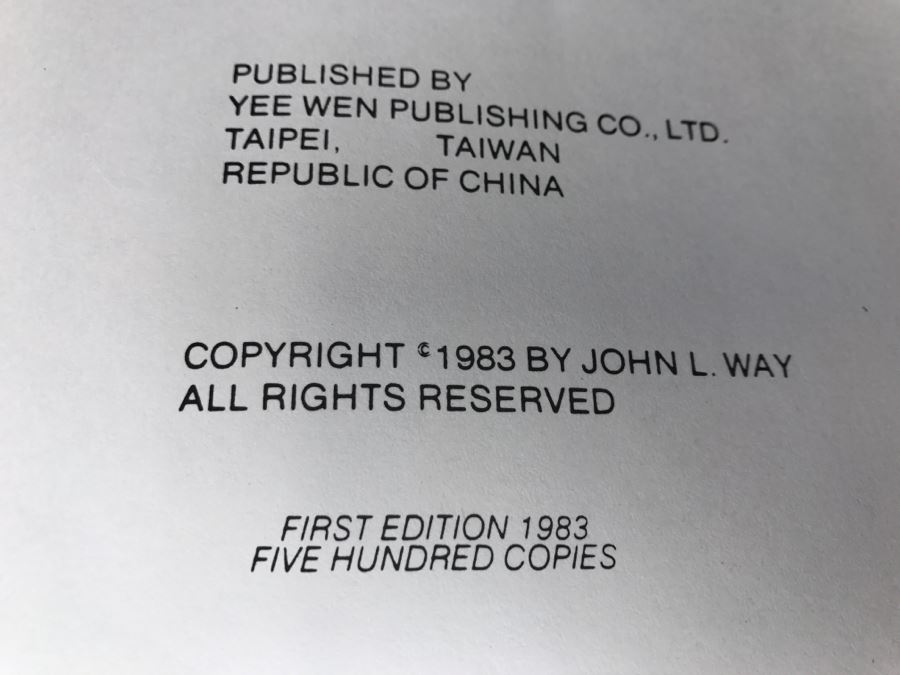 PUBLISHED BY
YEE WEN PUBLISHING CO., LTD.
TAIPEI, TAIWAN
REPUBLIC OF CHINA
COPYRIGHT © 1983 BY JOHN L. WAY
ALL RIGHTS RESERVED
FIRST EDITION 1983
FIVE HUNDRED COPIES